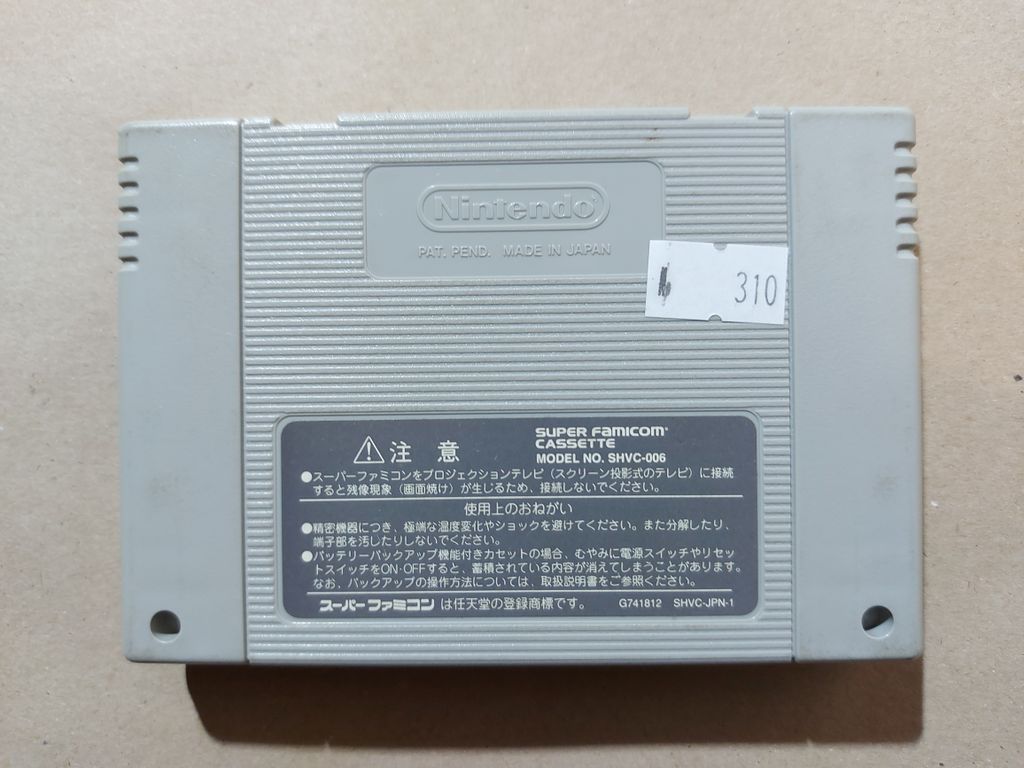 Nintendo
PAT. PEND. MADE IN JAPAN
310
注意
SUPER FAMICOM
CASSETTE
MODEL NO. SHVC-006
●スーパーファミコンをプロジェクションテレビ（スクリーン投影式のテレビ）に接続
すると残像現象（画面焼け）が生じるため、接続しないでください。
使用上のおねがい
●精密機器につき、極端な温度変化やショックを避けてください。また分解したり、
端子部を汚したりしないでください。
●バッテリーバックアップ機能付きカセットの場合、むやみに電源スイッチやリセッ
トスイッチをON·OFFすると、蓄積されている内容が消えてしまうことがあります。
なお、バックアップの操作方法については、取扱説明書をご参照ください。
スーパーファミコン は任天堂の登録商標です。 G741812 SHVC-JPN-1